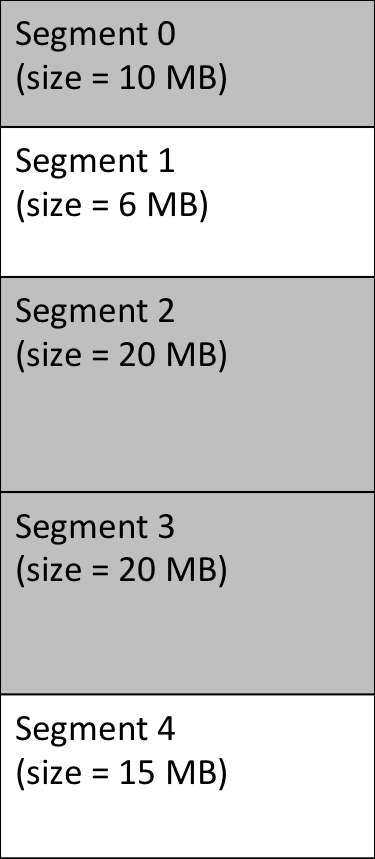 Segment 0
(size = 10 MB)
Segment 1
(size = 6 MB)
Segment 2
(size = 20 MB)
Segment 3
(size = 20 MB)
Segment 4
(size = 15 MB)